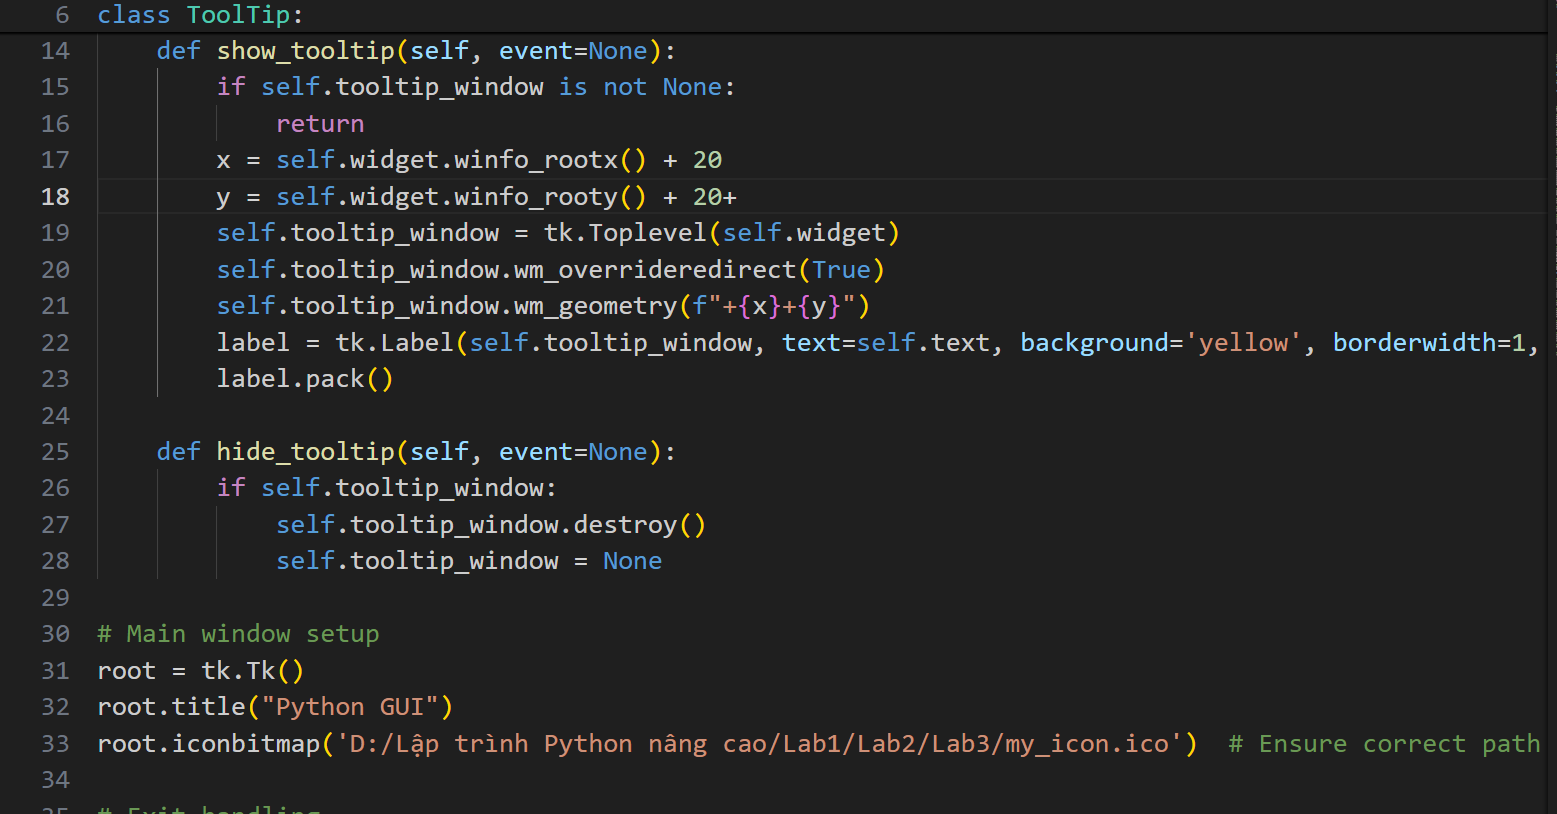 6 class ToolTip:
14     def show_tooltip(self, event=None):
15         if self.tooltip_window is not None:
16             return
17         x = self.widget.winfo_rootx() + 20
18         y = self.widget.winfo_rooty() + 20+
19         self.tooltip_window = tk.Toplevel(self.widget)
20         self.tooltip_window.wm_overrideredirect(True)
21         self.tooltip_window.wm_geometry(f"+{x}+{y}")
22         label = tk.Label(self.tooltip_window, text=self.text, background='yellow', borderwidth=1,
23         label.pack()
24
25     def hide_tooltip(self, event=None):
26         if self.tooltip_window:
27             self.tooltip_window.destroy()
28             self.tooltip_window = None
29
30 # Main window setup
31 root = tk.Tk()
32 root.title("Python GUI")
33 root.iconbitmap('D:/Lập trình Python nâng cao/Lab1/Lab2/Lab3/my_icon.ico')  # Ensure correct path
34
35 # Exit handling